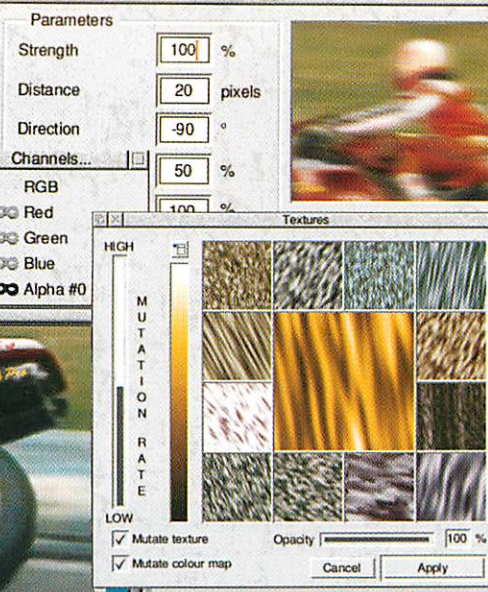 Parameters
Strength 100 %
Distance 20 pixels
Direction -90 °
Channels...
50 %
RGB
100 %
Red
Green
Blue
Alpha #0
Textures
HIGH
MUTATION RATE
LOW
Mutate texture
Opacity 100 %
Mutate colour map
Cancel Apply